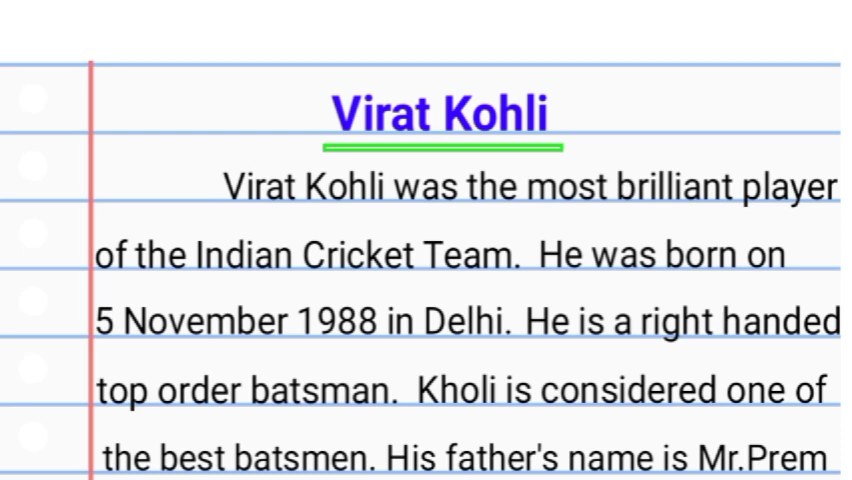 Virat Kohli
Virat Kohli was the most brilliant player
of the Indian Cricket Team. He was born on
5 November 1988 in Delhi. He is a right handed
top order batsman. Kholi is considered one of
the best batsmen. His father's name is Mr.Prem